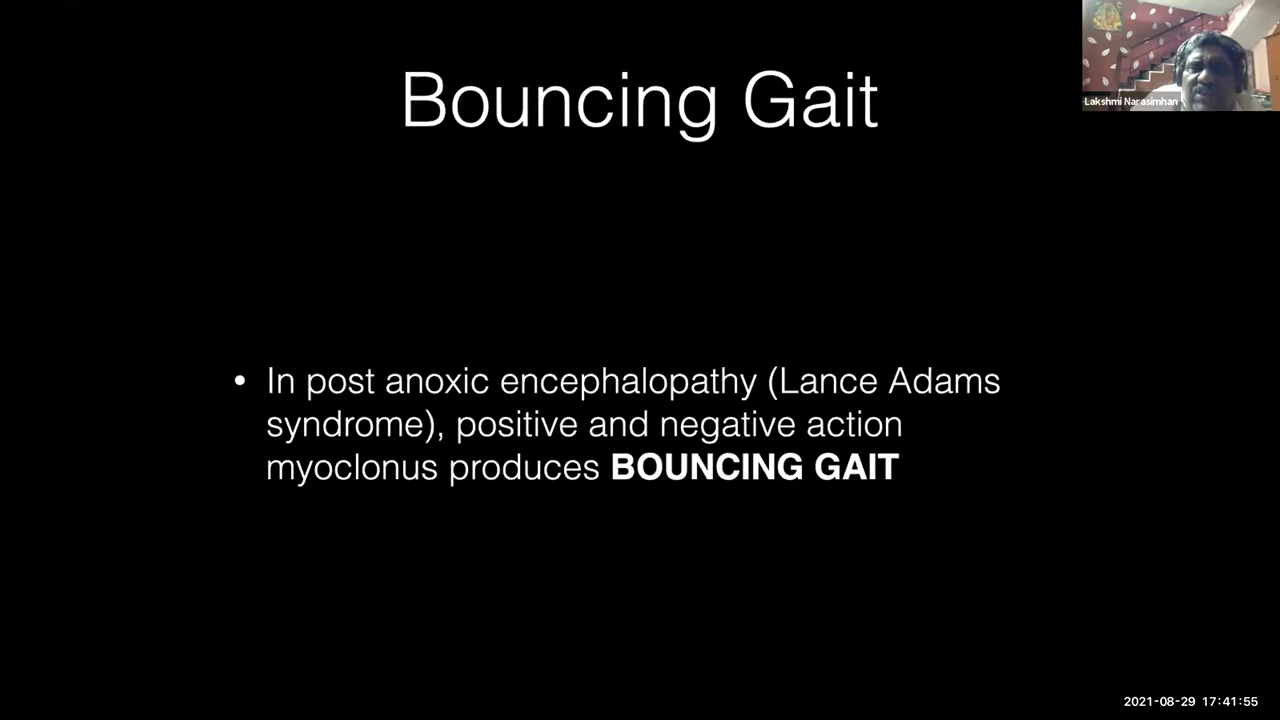 Bouncing Gait
Lakshmi Narasimhan
• In post anoxic encephalopathy (Lance Adams
syndrome), positive and negative action
myoclonus produces BOUNCING GAIT
2021-08-29 17:41:55